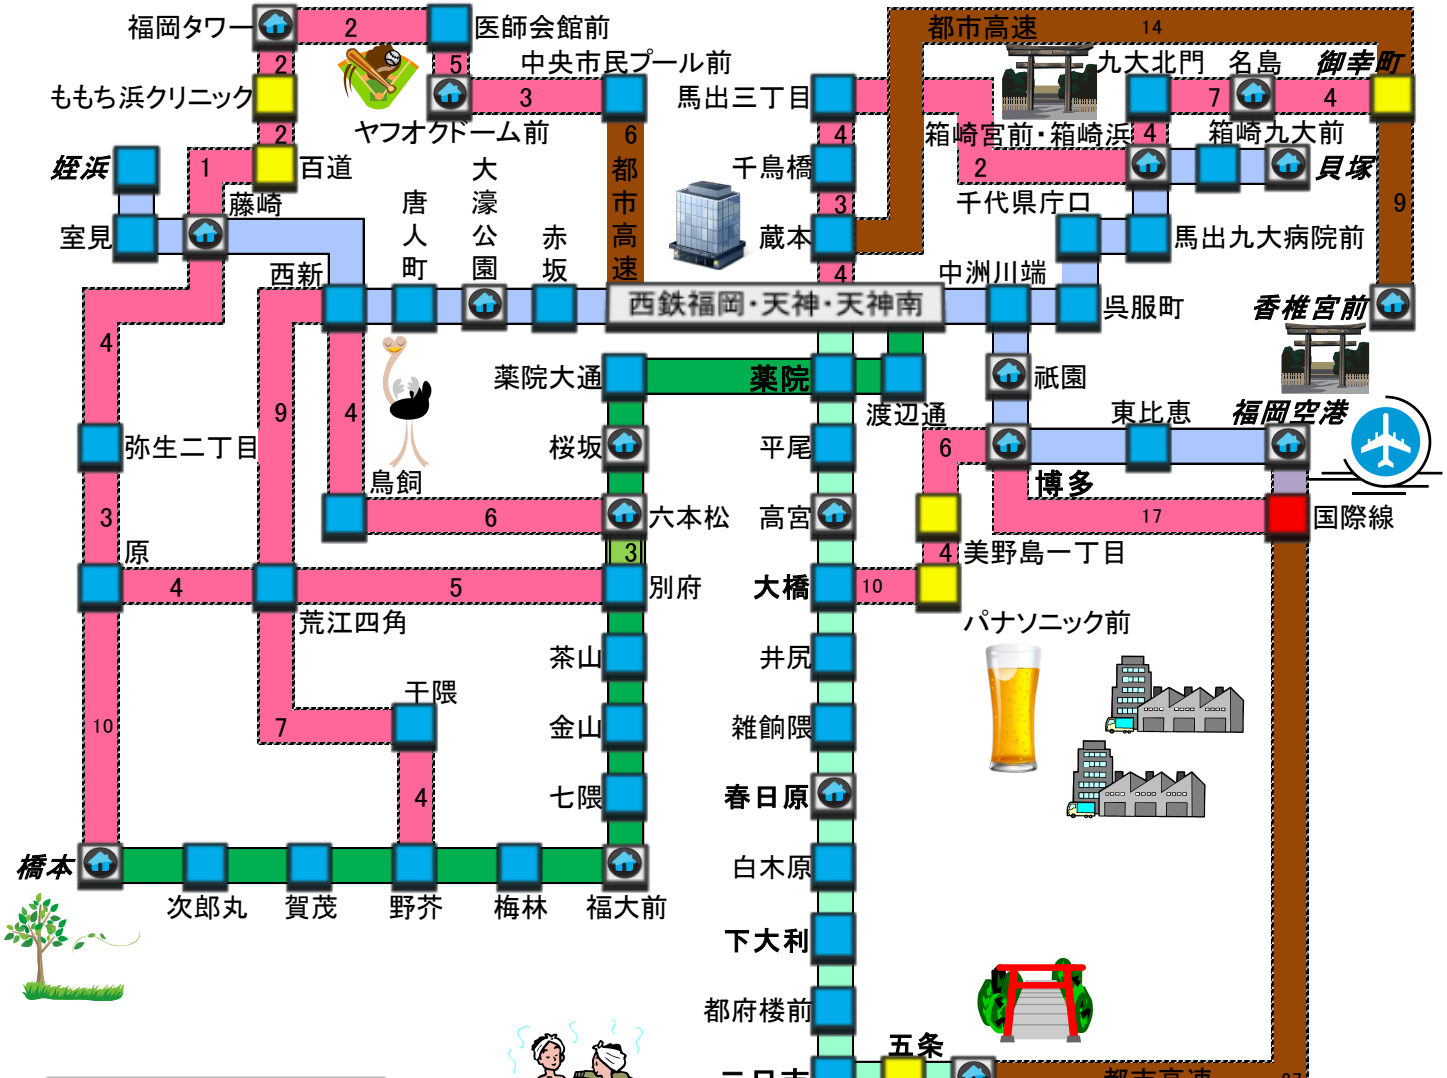 福岡タワー
2
医師会館前
都市高速
14
2
5
中央市民プール前
九大北門
名島
御幸町
ももち浜クリニック
3
馬出三丁目
7
4
2
ヤフオクドーム前
6
4
箱崎宮前・箱崎浜
4
箱崎九大前
姪浜
1
百道
大濠公園
都市高速
千鳥橋
2
貝塚
藤崎
唐人町
3
千代県庁口
9
室見
赤坂
蔵本
馬出九大病院前
西新
4
中洲川端
西鉄福岡・天神・天神南
呉服町
香椎宮前
4
薬院大通
薬院
祇園
9
4
渡辺通
東比恵
福岡空港
弥生二丁目
桜坂
平尾
6
鳥飼
博多
3
6
六本松
高宮
17
国際線
原
3
4
美野島一丁目
4
5
別府
大橋
10
荒江四角
パナソニック前
茶山
井尻
干隈
10
7
金山
雑餉隈
4
七隈
春日原
橋本
白木原
次郎丸
賀茂
野芥
梅林
福大前
下大利
都府楼前
五条
二日市
都市高速
27